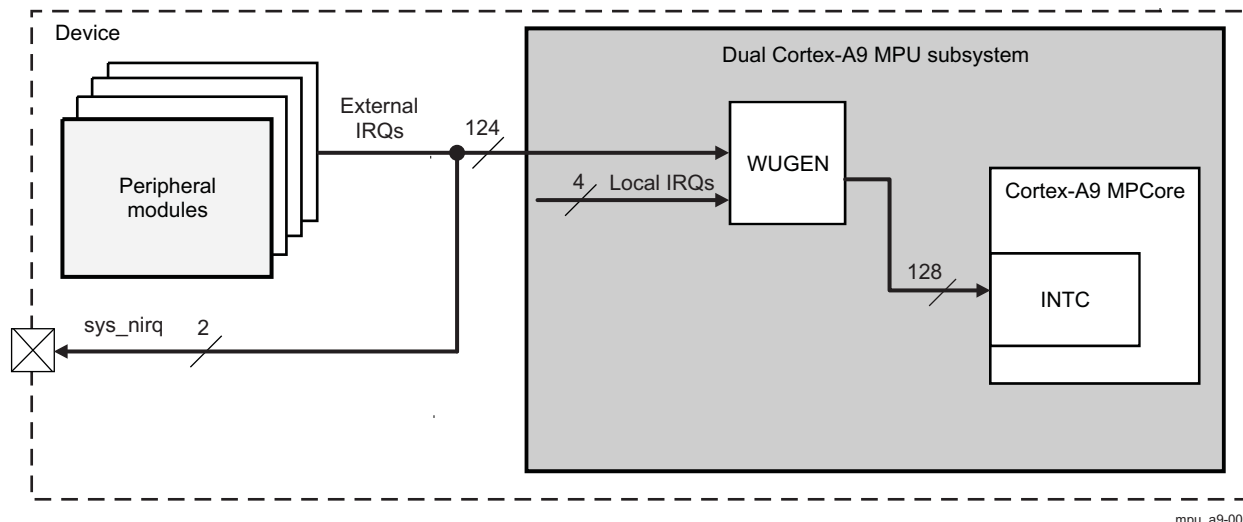 Device
Dual Cortex-A9 MPU subsystem
External
IRQs
124
WUGEN
4
Local IRQs
Peripheral
modules
Cortex-A9 MPCore
128
INTC
sys_nirq
2
mpu_a9-00